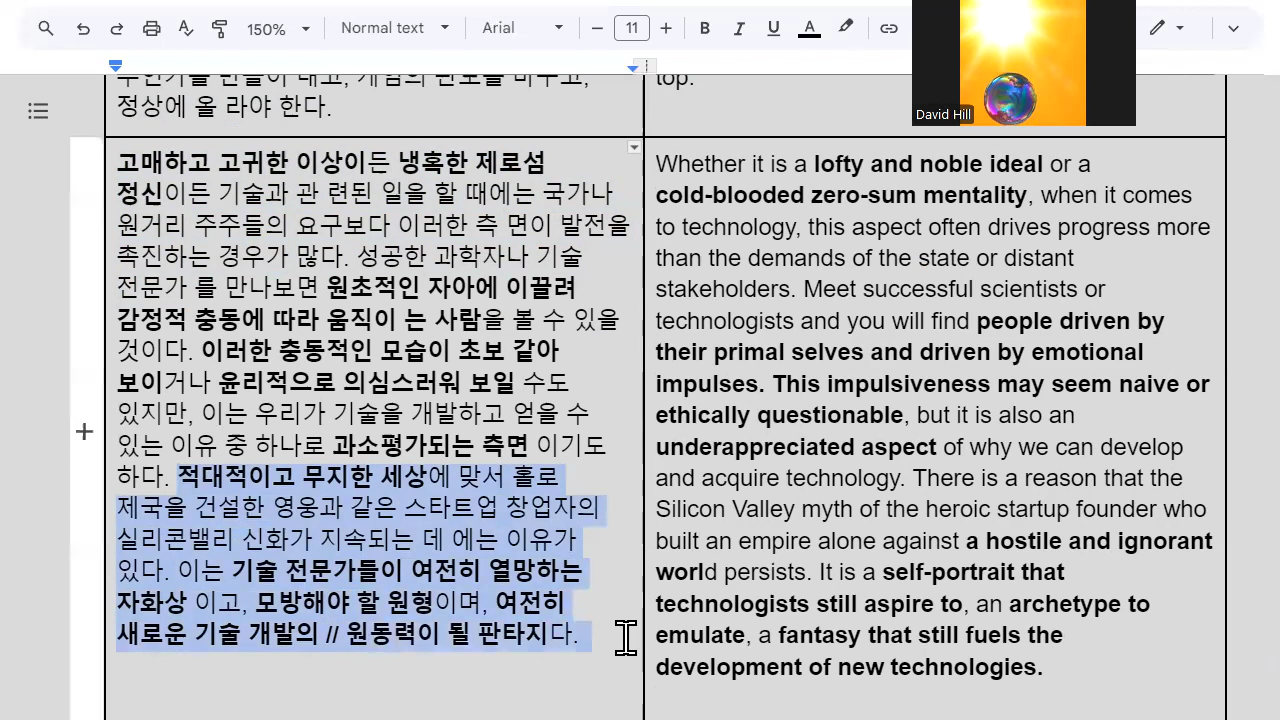 150%
Normal text
Arial
11
B
I
U
A
David Hill
정상에 올 라야 한다.
top.
고매하고 고귀한 이상이든 냉혹한 제로섬
정신이든 기술과 관 련된 일을 할 때에는 국가나
원거리 주주들의 요구보다 이러한 측 면이 발전을
촉진하는 경우가 많다. 성공한 과학자나 기술
전문가 를 만나보면 원초적인 자아에 이끌려
감정적 충동에 따라 움직이 는 사람을 볼 수 있을
것이다. 이러한 충동적인 모습이 초보 같아
보이거나 윤리적으로 의심스러워 보일 수도
있지만, 이는 우리가 기술을 개발하고 얻을 수
있는 이유 중 하나로 과소평가되는 측면 이기도
하다. 적대적이고 무지한 세상에 맞서 홀로
제국을 건설한 영웅과 같은 스타트업 창업자의
실리콘밸리 신화가 지속되는 데 에는 이유가
있다. 이는 기술 전문가들이 여전히 열망하는
자화상 이고, 모방해야 할 원형이며, 여전히
새로운 기술 개발의 // 원동력이 될 판타지다.
Whether it is a lofty and noble ideal or a
cold-blooded zero-sum mentality, when it comes
to technology, this aspect often drives progress more
than the demands of the state or distant
stakeholders. Meet successful scientists or
technologists and you will find people driven by
their primal selves and driven by emotional
impulses. This impulsiveness may seem naive or
ethically questionable, but it is also an
underappreciated aspect of why we can develop
and acquire technology. There is a reason that the
Silicon Valley myth of the heroic startup founder who
built an empire alone against a hostile and ignorant
world persists. It is a self-portrait that
technologists still aspire to, an archetype to
emulate, a fantasy that still fuels the
development of new technologies.